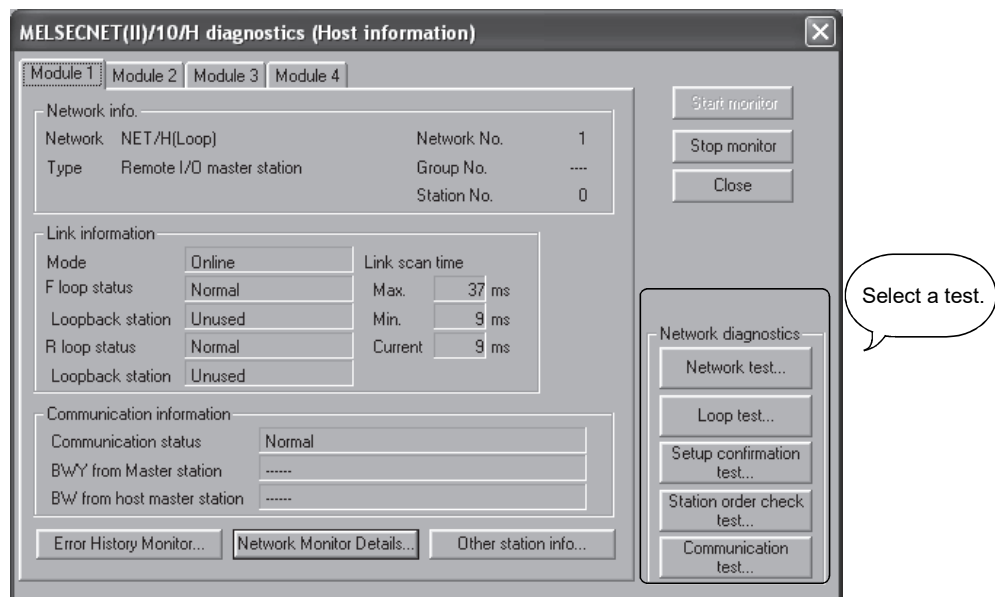 MELSECNET(II)/10/H diagnostics (Host information)
Module 1 Module 2 Module 3 Module 4
Network info.
Network NET/H(Loop) Network No. 1
Type Remote I/O master station Group No. ----
Station No. 0
Link information
Mode Online Link scan time
F loop status Normal Max. 37 ms
Loopback station Unused Min. 9 ms
R loop status Normal Current 9 ms
Loopback station Unused
Communication information
Communication status Normal
BWY from Master station ------
BW from host master station ------
Error History Monitor... Network Monitor Details... Other station info...
Start monitor
Stop monitor
Close
Network diagnostics
Network test...
Loop test...
Setup confirmation
test...
Station order check
test...
Communication
test...
Select a test.